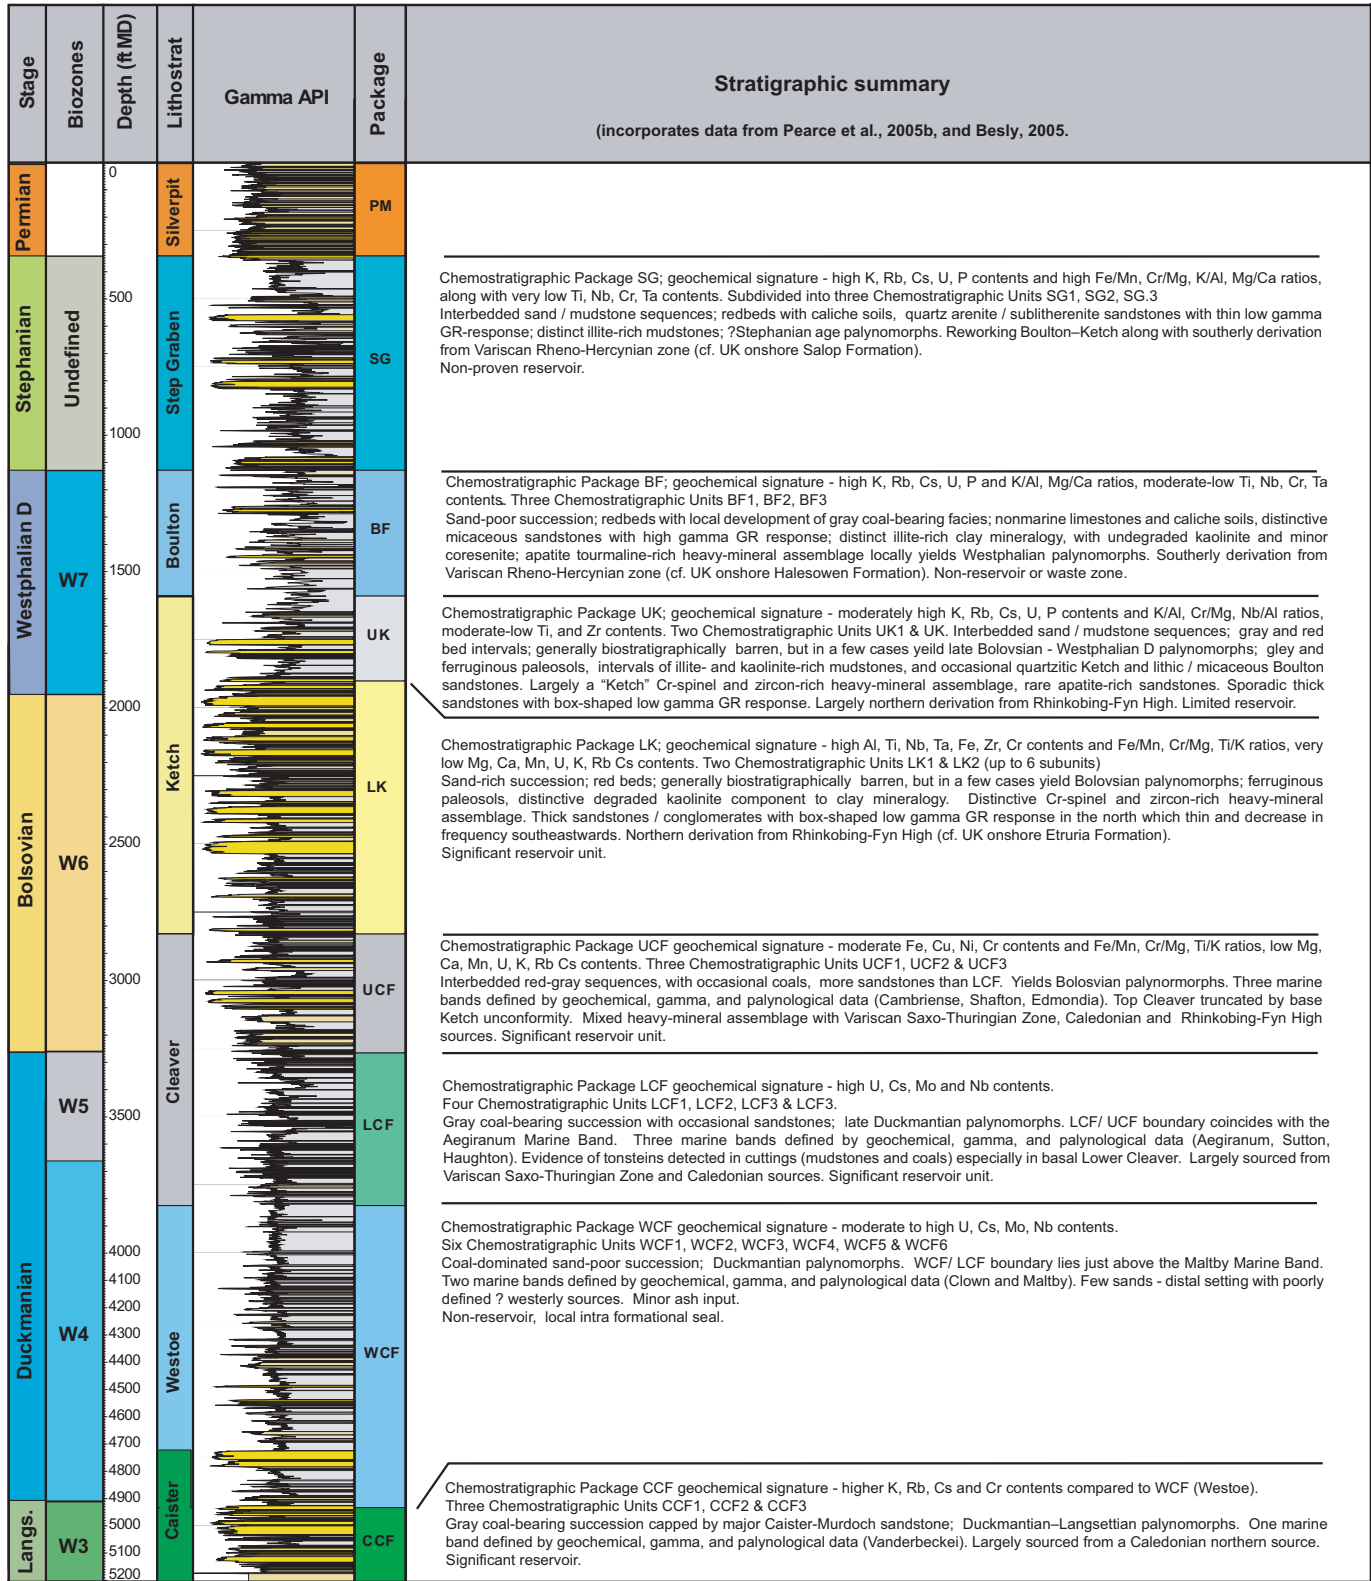 Stage
Biozones
Depth (ft MD)
Lithostrat
Gamma API
Package
Stratigraphic summary
(incorporates data from Pearce et al., 2005b, and Besly, 2005.
Permian
Stephanian
Westphalian D
Bolsovian
Duckmanian
Langs.
Undefined
W7
W6
W5
W4
W3
0
500
1000
1500
2000
2500
3000
3500
4000
4100
4200
4300
4400
4500
4600
4700
4800
4900
5000
5100
5200
Silverpit
Step Graben
Boulton
Ketch
Cleaver
Westoe
Caister
PM
SG
BF
UK
LK
UCF
LCF
WCF
CCF
Chemostratigraphic Package SG; geochemical signature - high K, Rb, Cs, U, P contents and high Fe/Mn, Cr/Mg, K/Al, Mg/Ca ratios,
along with very low Ti, Nb, Cr, Ta contents. Subdivided into three Chemostratigraphic Units SG1, SG2, SG.3
Interbedded sand / mudstone sequences; redbeds with caliche soils, quartz arenite / sublitherenite sandstones with thin low gamma
GR-response; distinct illite-rich mudstones; ?Stephanian age palynomorphs. Reworking Boulton–Ketch along with southerly derivation
from Variscan Rheno-Hercynian zone (cf. UK onshore Salop Formation).
Non-proven reservoir.
Chemostratigraphic Package BF; geochemical signature - high K, Rb, Cs, U, P and K/Al, Mg/Ca ratios, moderate-low Ti, Nb, Cr, Ta
contents. Three Chemostratigraphic Units BF1, BF2, BF3
Sand-poor succession; redbeds with local development of gray coal-bearing facies; nonmarine limestones and caliche soils, distinctive
micaceous sandstones with high gamma GR response; distinct illite-rich clay mineralogy, with undegraded kaolinite and minor
coresenite; apatite tourmaline-rich heavy-mineral assemblage locally yields Westphalian palynomorphs. Southerly derivation from
Variscan Rheno-Hercynian zone (cf. UK onshore Halesowen Formation). Non-reservoir or waste zone.
Chemostratigraphic Package UK; geochemical signature - moderately high K, Rb, Cs, U, P contents and K/Al, Cr/Mg, Nb/Al ratios,
moderate-low Ti, and Zr contents. Two Chemostratigraphic Units UK1 & UK. Interbedded sand / mudstone sequences; gray and red
bed intervals; generally biostratigraphically barren, but in a few cases yeild late Bolovsian - Westphalian D palynomorphs; gley and
ferruginous paleosols, intervals of illite- and kaolinite-rich mudstones, and occasional quartzitic Ketch and lithic / micaceous Boulton
sandstones. Largely a “Ketch” Cr-spinel and zircon-rich heavy-mineral assemblage, rare apatite-rich sandstones. Sporadic thick
sandstones with box-shaped low gamma GR response. Largely northern derivation from Rhinkobing-Fyn High. Limited reservoir.
Chemostratigraphic Package LK; geochemical signature - high Al, Ti, Nb, Ta, Fe, Zr, Cr contents and Fe/Mn, Cr/Mg, Ti/K ratios, very
low Mg, Ca, Mn, U, K, Rb Cs contents. Two Chemostratigraphic Units LK1 & LK2 (up to 6 subunits)
Sand-rich succession; red beds; generally biostratigraphically barren, but in a few cases yield Bolovsian palynomorphs; ferruginous
paleosols, distinctive degraded kaolinite component to clay mineralogy. Distinctive Cr-spinel and zircon-rich heavy-mineral
assemblage. Thick sandstones / conglomerates with box-shaped low gamma GR response in the north which thin and decrease in
frequency southeastwards. Northern derivation from Rhinkobing-Fyn High (cf. UK onshore Etruria Formation).
Significant reservoir unit.
Chemostratigraphic Package UCF geochemical signature - moderate Fe, Cu, Ni, Cr contents and Fe/Mn, Cr/Mg, Ti/K ratios, low Mg,
Ca, Mn, U, K, Rb Cs contents. Three Chemostratigraphic Units UCF1, UCF2 & UCF3
Interbedded red-gray sequences, with occasional coals, more sandstones than LCF. Yields Bolosvian palynormorphs. Three marine
bands defined by geochemical, gamma, and palynological data (Cambriense, Shafton, Edmondia). Top Cleaver truncated by base
Ketch unconformity. Mixed heavy-mineral assemblage with Variscan Saxo-Thuringian Zone, Caledonian and Rhinkobing-Fyn High
sources. Significant reservoir unit.
Chemostratigraphic Package LCF geochemical signature - high U, Cs, Mo and Nb contents.
Four Chemostratigraphic Units LCF1, LCF2, LCF3 & LCF3.
Gray coal-bearing succession with occasional sandstones; late Duckmantian palynomorphs. LCF/ UCF boundary coincides with the
Aegiranum Marine Band. Three marine bands defined by geochemical, gamma, and palynological data (Aegiranum, Sutton,
Haughton). Evidence of tonsteins detected in cuttings (mudstones and coals) especially in basal Lower Cleaver. Largely sourced from
Variscan Saxo-Thuringian Zone and Caledonian sources. Significant reservoir unit.
Chemostratigraphic Package WCF geochemical signature - moderate to high U, Cs, Mo, Nb contents.
Six Chemostratigraphic Units WCF1, WCF2, WCF3, WCF4, WCF5 & WCF6
Coal-dominated sand-poor succession; Duckmantian palynomorphs. WCF/ LCF boundary lies just above the Maltby Marine Band.
Two marine bands defined by geochemical, gamma, and palynological data (Clown and Maltby). Few sands - distal setting with poorly
defined ? westerly sources. Minor ash input.
Non-reservoir, local intra formational seal.
Chemostratigraphic Package CCF geochemical signature - higher K, Rb, Cs and Cr contents compared to WCF (Westoe).
Three Chemostratigraphic Units CCF1, CCF2 & CCF3
Gray coal-bearing succession capped by major Caister-Murdoch sandstone; Duckmantian–Langsettian palynomorphs. One marine
band defined by geochemical, gamma, and palynological data (Vanderbeckei). Largely sourced from a Caledonian northern source.
Significant reservoir.